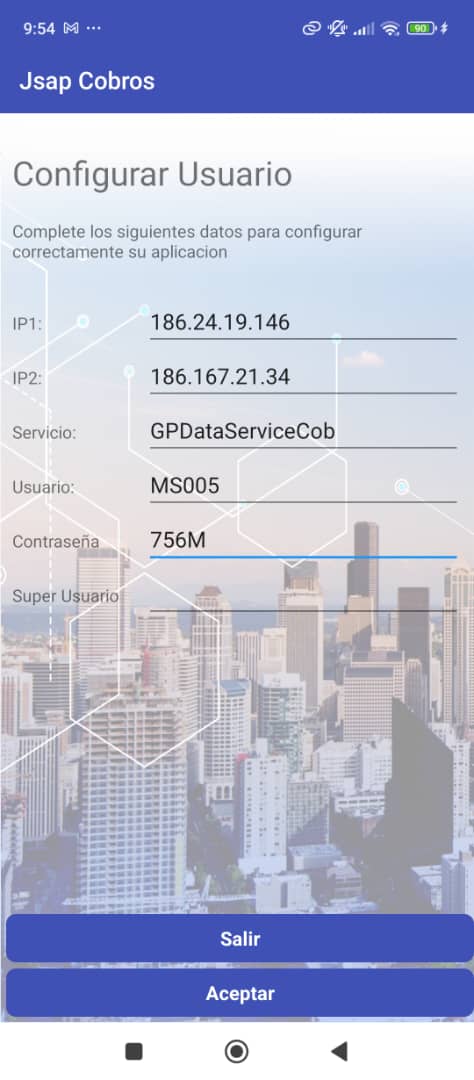 9:54
90
Jsap Cobros
Configurar Usuario
Complete los siguientes datos para configurar
correctamente su aplicacion
IP1: 186.24.19.146
IP2: 186.167.21.34
Servicio: GPDataServiceCob
Usuario: MS005
Contraseña 756M
Super Usuario
Salir
Aceptar